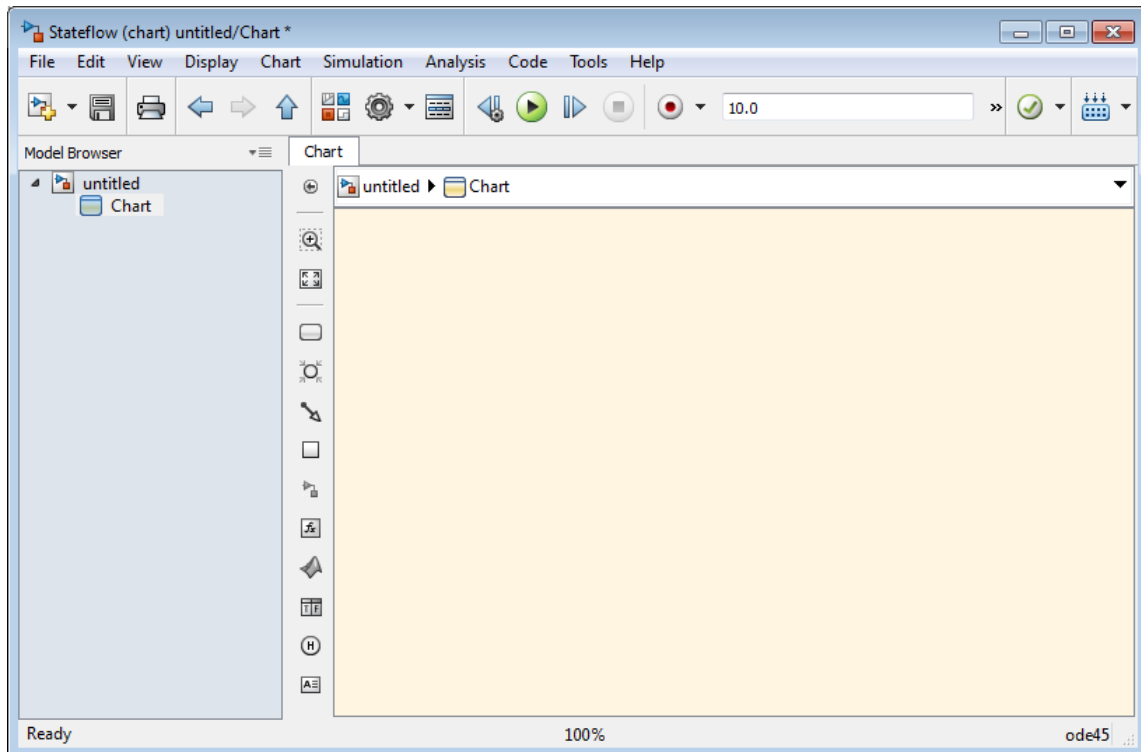 Stateflow (chart) untitled/Chart *
File Edit View Display Chart Simulation Analysis Code Tools Help
10.0 »
Model Browser
Chart
untitled
Chart
untitled Chart
fx
T F
H
A
Ready 100% ode45